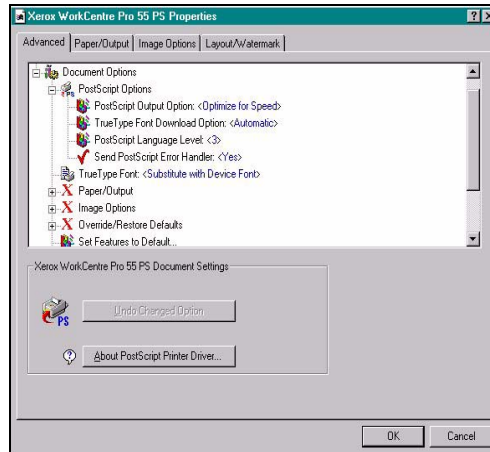 Xerox WorkCentre Pro 55 PS Properties
Advanced Paper/Output Image Options Layout/Watermark
Document Options
PostScript Options
PostScript Output Option: <Optimize for Speed>
TrueType Font Download Option: <Automatic>
PostScript Language Level: <3>
Send PostScript Error Handler: <Yes>
TrueType Font: <Substitute with Device Font>
Paper/Output
Image Options
Override/Restore Defaults
Set Features to Default...
Xerox WorkCentre Pro 55 PS Document Settings
PS
Undo Changed Option
About PostScript Printer Driver...
OK Cancel